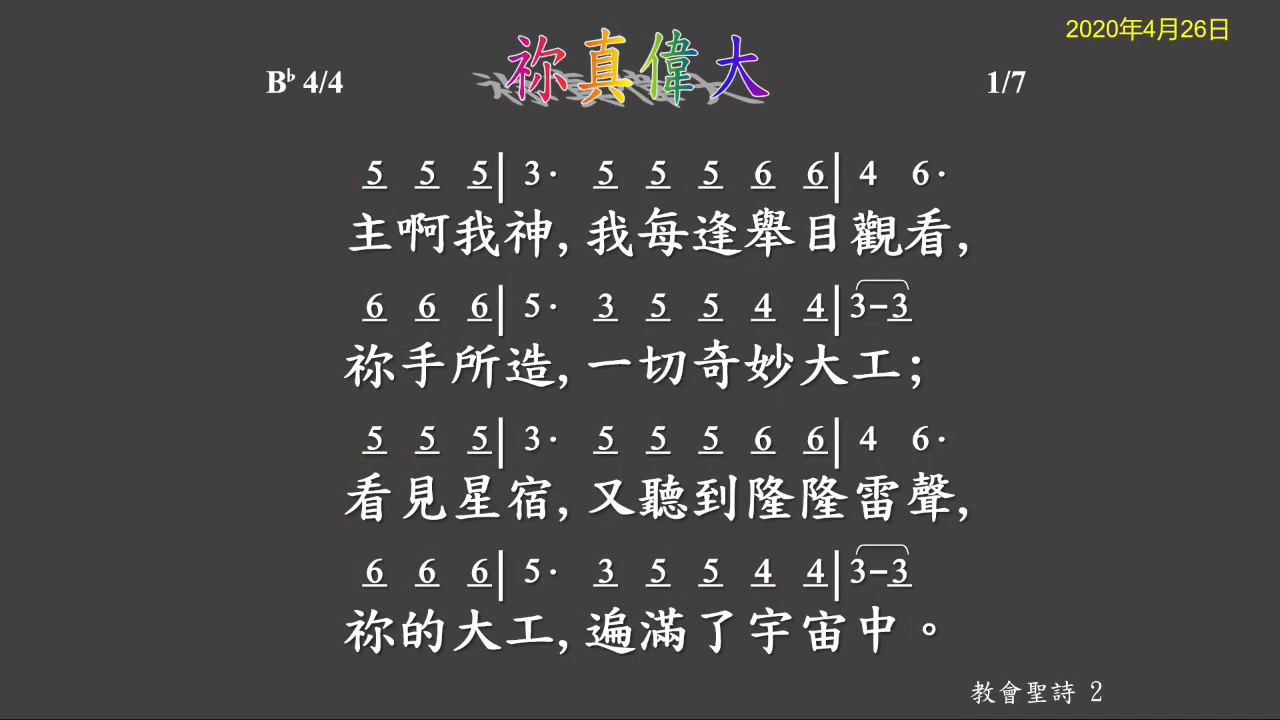 2020年4月26日
祢真偉大
B♭ 4/4
1/7
5 5 5| 3· 5 5 5 6 6| 4 6·
主啊我神,我每逢舉目觀看,
6 6 6| 5· 3 5 5 4 4| 3–3
祢手所造,一切奇妙大工;
5 5 5| 3· 5 5 5 6 6| 4 6·
看見星宿,又聽到隆隆雷聲,
6 6 6| 5· 3 5 5 4 4| 3–3
祢的大工,遍滿了宇宙中。
教會聖詩 2